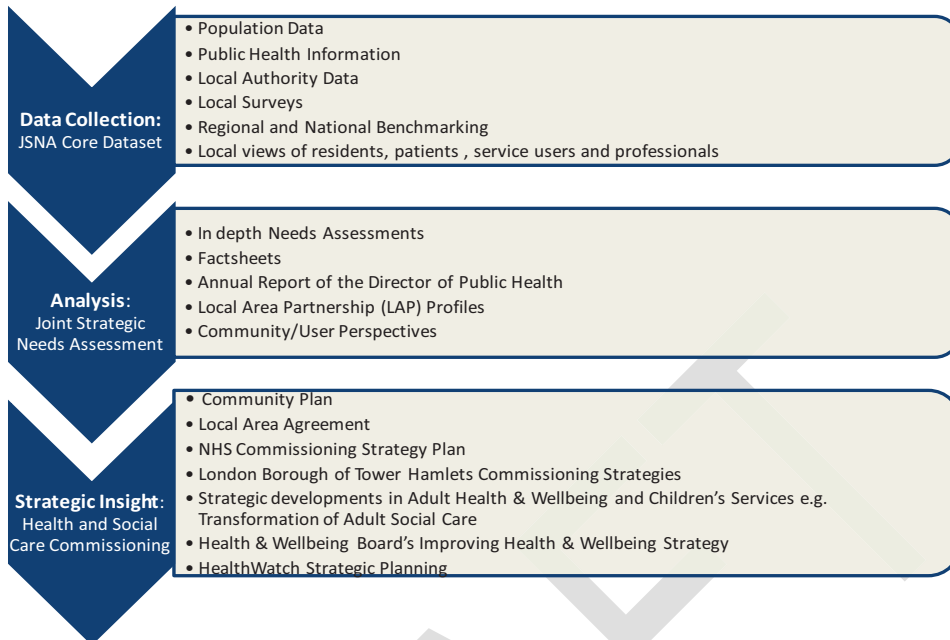 Data Collection:
JSNA Core Dataset
• Population Data
• Public Health Information
• Local Authority Data
• Local Surveys
• Regional and National Benchmarking
• Local views of residents, patients , service users and professionals
Analysis:
Joint Strategic
Needs Assessment
• In depth Needs Assessments
• Factsheets
• Annual Report of the Director of Public Health
• Local Area Partnership (LAP) Profiles
• Community/User Perspectives
Strategic Insight:
Health and Social
Care Commissioning
• Community Plan
• Local Area Agreement
• NHS Commissioning Strategy Plan
• London Borough of Tower Hamlets Commissioning Strategies
• Strategic developments in Adult Health & Wellbeing and Children's Services e.g.
Transformation of Adult Social Care
• Health & Wellbeing Board's Improving Health & Wellbeing Strategy
• HealthWatch Strategic Planning